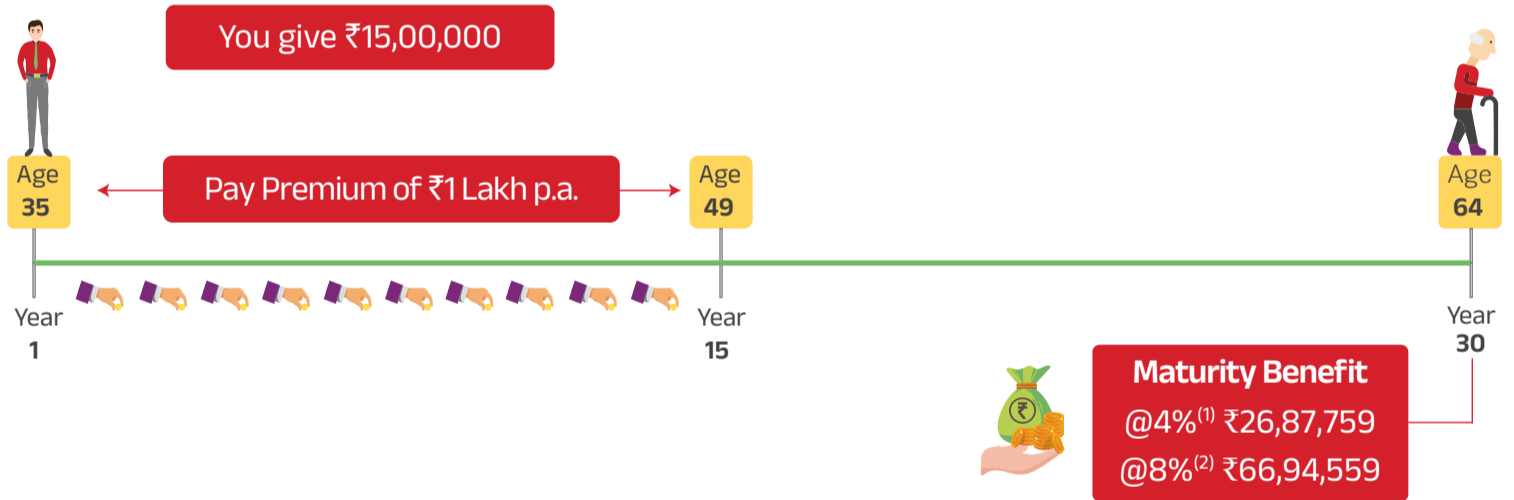 You give ₹15,00,000
Age
35
Pay Premium of ₹1 Lakh p.a.
Age
49
Age
64
Year
1
Year
15
Year
30
Maturity Benefit
@4%(1) ₹26,87,759
@8%(2) ₹66,94,559
₹